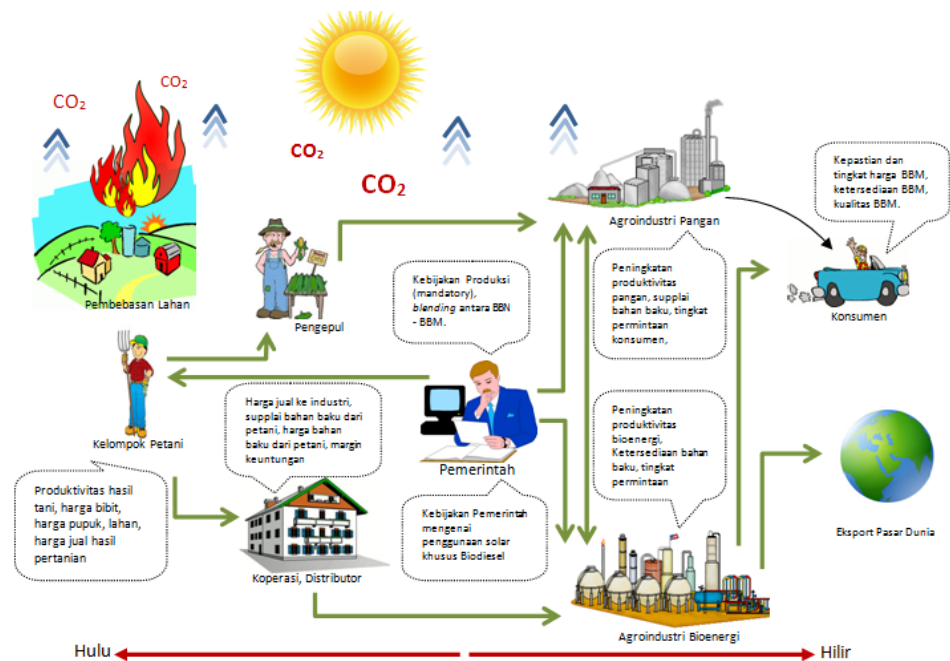 CO₂
CO₂
CO₂
CO₂
Pembebasan Lahan
Pengepul
Agroindustri Pangan
Kepastian dan
tingkat harga BBM,
ketersediaan BBM,
kualitas BBM.
Konsumen
Kebijakan Produksi
(mandatory),
blending antara BBN
- BBM.
Peningkatan
produktivitas
pangan, supplai
bahan baku, tingkat
permintaan
konsumen,
Kelompok Petani
Harga jual ke industri,
supplai bahan baku dari
petani, harga bahan
baku dari petani, margin
keuntungan
Pemerintah
Peningkatan
produktivitas
bioenergi,
Ketersediaan bahan
baku, tingkat
permintaan
Produktivitas hasil
tani, harga bibit,
harga pupuk, lahan,
harga jual hasil
pertanian
Koperasi, Distributor
Kebijakan Pemerintah
mengenai
penggunaan solar
khusus Biodiesel
Eksport Pasar Dunia
Agroindustri Bioenergi
Hulu
Hilir